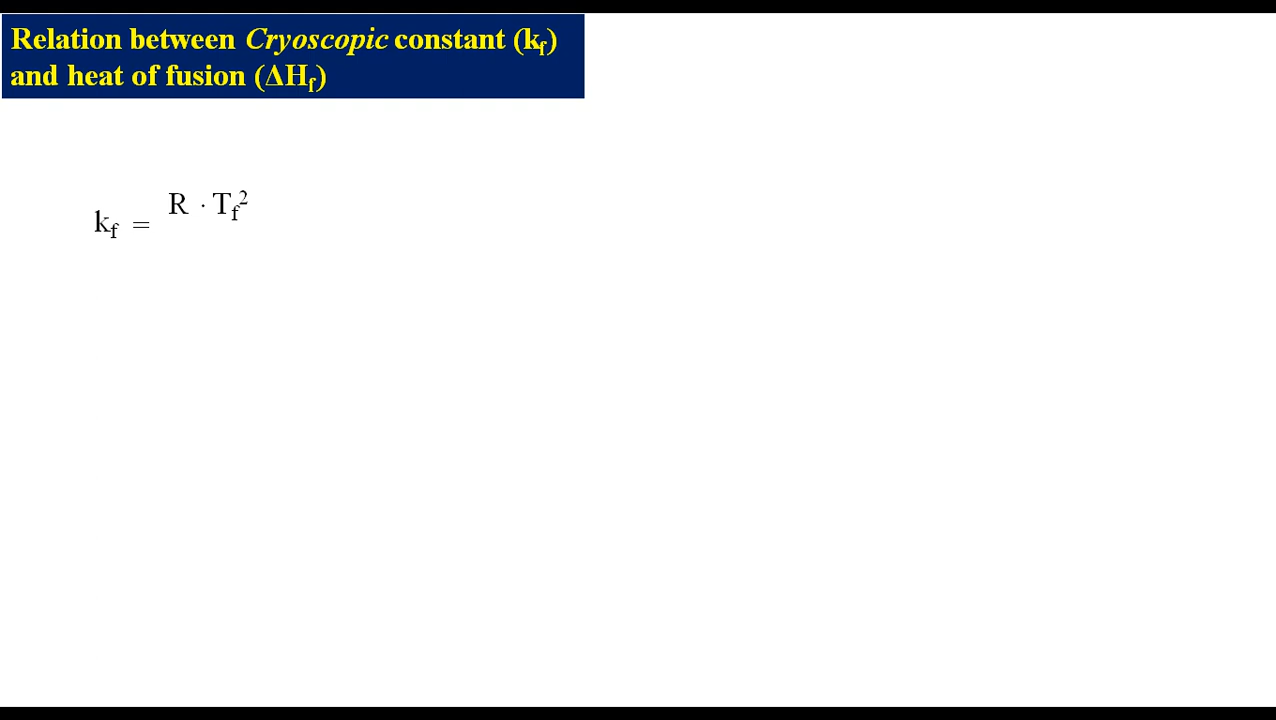 Relation between Cryoscopic constant (kf)
and heat of fusion (ΔHf)
kf = R · Tf²